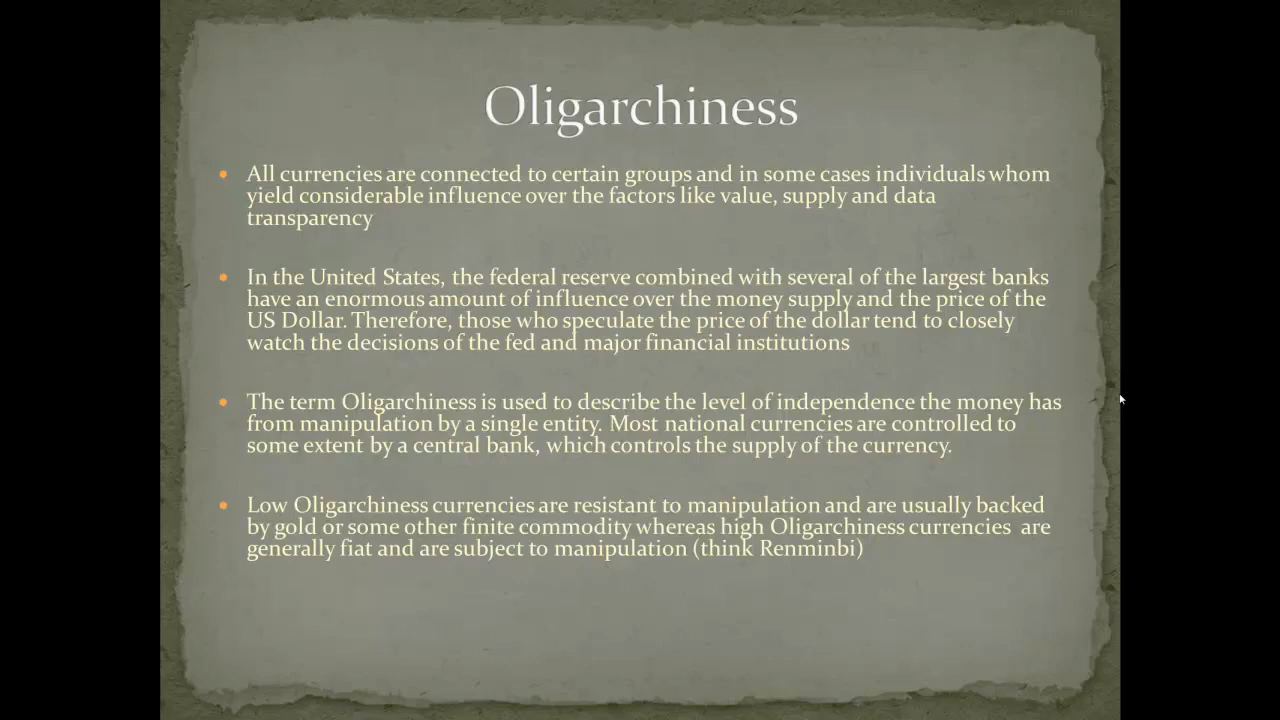 Oligarchiness
All currencies are connected to certain groups and in some cases individuals whom
yield considerable influence over the factors like value, supply and data
transparency
In the United States, the federal reserve combined with several of the largest banks
have an enormous amount of influence over the money supply and the price of the
US Dollar. Therefore, those who speculate the price of the dollar tend to closely
watch the decisions of the fed and major financial institutions
The term Oligarchiness is used to describe the level of independence the money has
from manipulation by a single entity. Most national currencies are controlled to
some extent by a central bank, which controls the supply of the currency.
Low Oligarchiness currencies are resistant to manipulation and are usually backed
by gold or some other finite commodity whereas high Oligarchiness currencies are
generally fiat and are subject to manipulation (think Renminbi)